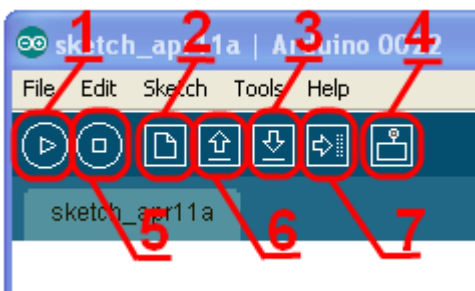 1 2 3 4
sketch_apr11a | Arduino 0022
File Edit Sketch Tools Help
sketch_apr11a
5 6 7